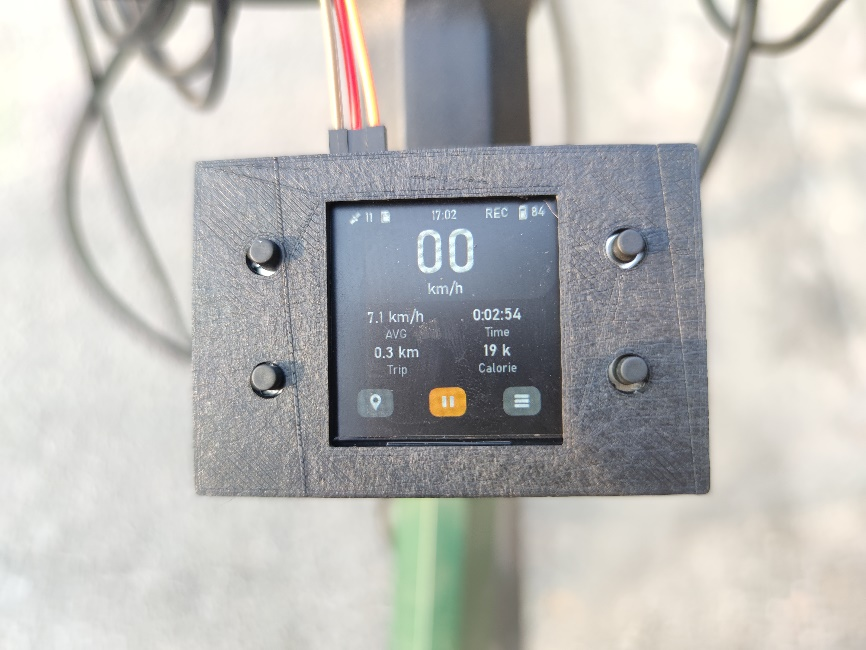 11 17:02 REC 84
00
km/h
7.1 km/h 0:02:54
AVG Time
0.3 km 19 k
Trip Calorie